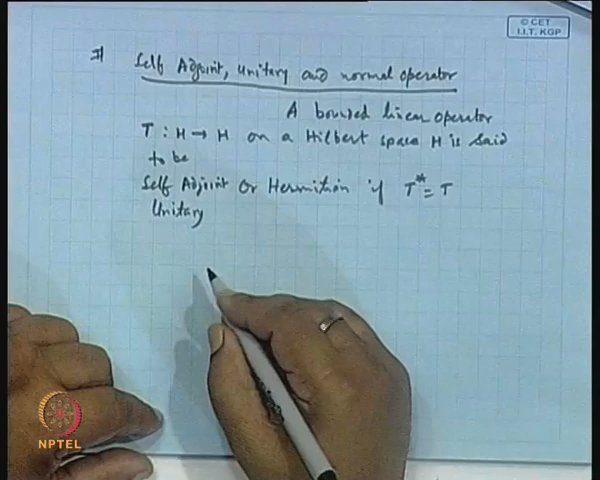 © CET
I.I.T. KGP
# Self Adjoint, Unitary and normal operator
A bounded linear operator
T : H → H on a Hilbert space H is said
to be
Self Adjoint Or Hermition if T* = T
Unitary
NPTEL